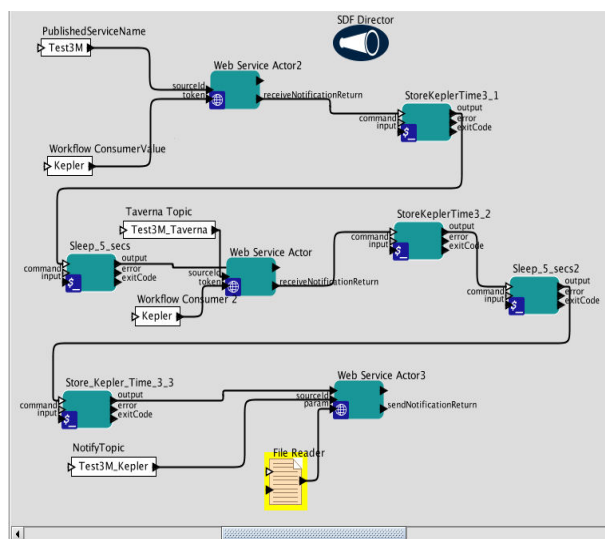 SDF Director
PublishedServiceName
Test3M
Web Service Actor2
sourceId
token
receiveNotificationReturn
StoreKeplerTime3_1
command
input
output
error
exitCode
$_
Workflow ConsumerValue
Kepler
Taverna Topic
Test3M_Taverna
StoreKeplerTime3_2
command
input
output
error
exitCode
$_
Sleep_5_secs
command
input
output
error
exitCode
$_
Web Service Actor
sourceId
token
receiveNotificationReturn
Sleep_5_secs2
command
input
output
error
exitCode
$_
Workflow Consumer 2
Kepler
Store_Kepler_Time_3_3
command
input
output
error
exitCode
$_
Web Service Actor3
sourceId
param
sendNotificationReturn
NotifyTopic
Test3M_Kepler
File Reader